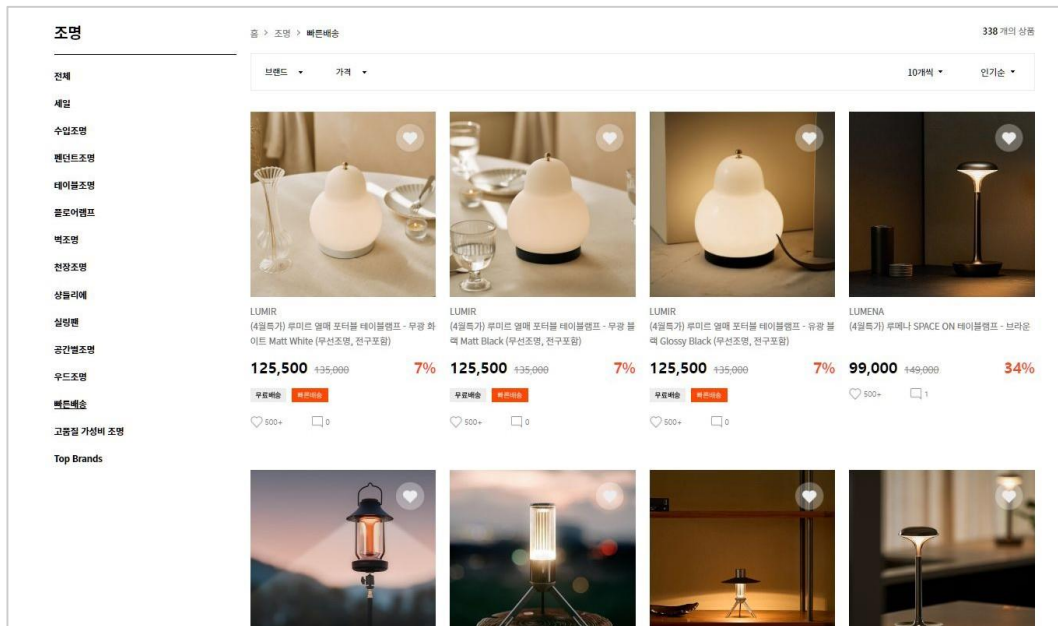 조명
홈 > 조명 > 빠른배송
338 개의 상품
전체
세일
수입조명
펜던트조명
테이블조명
플로어램프
벽조명
천장조명
샹들리에
실링팬
공간별조명
우드조명
빠른배송
고품질 가성비 조명
Top Brands
브랜드
가격
10개씩
인기순
LUMIR
(4월특가) 루미르 열매 포터블 테이블램프 - 무광 화
이트 Matt White (무선조명, 전구포함)
125,500 135,000 7%
무료배송 빠른배송
500+ 0
LUMIR
(4월특가) 루미르 열매 포터블 테이블램프 - 무광 블
랙 Matt Black (무선조명, 전구포함)
125,500 135,000 7%
무료배송 빠른배송
500+ 0
LUMIR
(4월특가) 루미르 열매 포터블 테이블램프 - 유광 블
랙 Glossy Black (무선조명, 전구포함)
125,500 135,000 7%
무료배송 빠른배송
500+ 0
LUMENA
(4월특가) 루메나 SPACE ON 테이블램프 - 브라운
99,000 149,000 34%
500+ 1